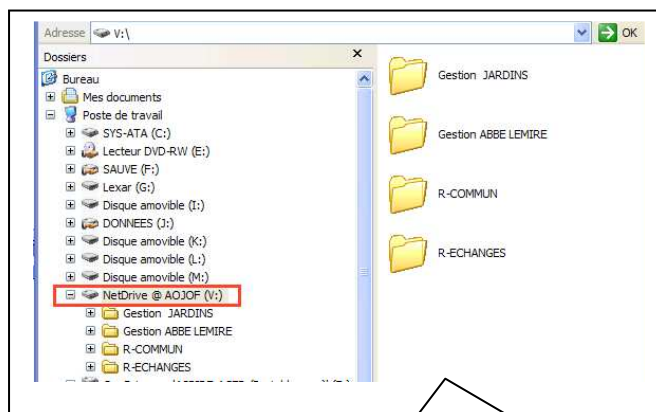 Adresse V:\ OK
Dossiers ×
Bureau
Mes documents
Poste de travail
SYS-ATA (C:)
Lecteur DVD-RW (E:)
SAUVE (F:)
Lexar (G:)
Disque amovible (I:)
DONNEES (J:)
Disque amovible (K:)
Disque amovible (L:)
Disque amovible (M:)
NetDrive @ AOJOF (V:)
Gestion JARDINS
Gestion ABBE LEMIRE
R-COMMUN
R-ECHANGES
Gestion JARDINS
Gestion ABBE LEMIRE
R-COMMUN
R-ECHANGES